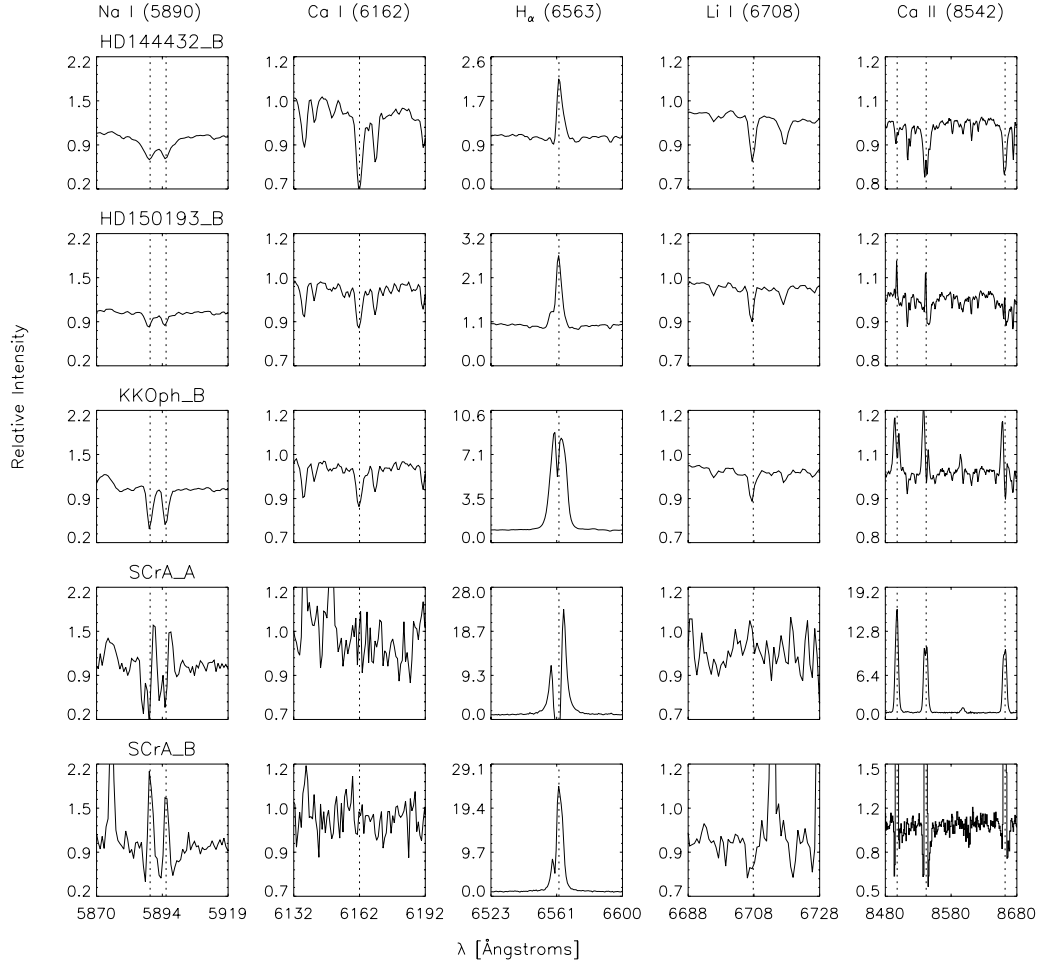 Na I (5890) Ca I (6162) Hα (6563) Li I (6708) Ca II (8542)
HD144432_B
2.2 1.2 2.6 1.2 1.2
1.5 1.0 1.7 1.0 1.1
0.9 0.9 0.9 0.9 0.9
0.2 0.7 0.0 0.7 0.8
HD150193_B
2.2 1.2 3.2 1.2 1.2
1.5 1.0 2.1 1.0 1.1
0.9 0.9 1.1 0.9 0.9
0.2 0.7 0.0 0.7 0.8
KKOph_B
2.2 1.2 10.6 1.2 1.2
1.5 1.0 7.1 1.0 1.1
0.9 0.9 3.5 0.9 0.9
0.2 0.7 0.0 0.7 0.8
SCrA_A
2.2 1.2 28.0 1.2 19.2
1.5 1.0 18.7 1.0 12.8
0.9 0.9 9.3 0.9 6.4
0.2 0.7 0.0 0.7 0.0
SCrA_B
2.2 1.2 29.1 1.2 1.5
1.5 1.0 19.4 1.0 1.2
0.9 0.9 9.7 0.9 0.8
0.2 0.7 0.0 0.7 0.5
5870 5894 5919 6132 6162 6192 6523 6561 6600 6688 6708 6728 8480 8580 8680
Relative Intensity
λ [Ångstroms]